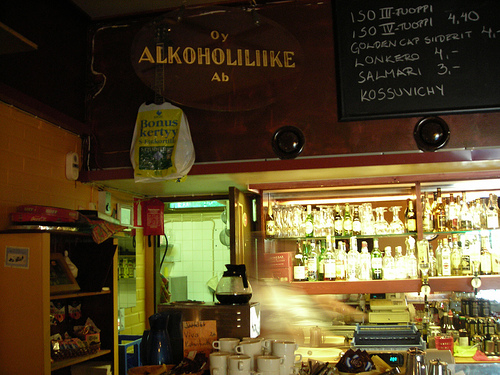 Oy
ALKOHOLILIIKE
Ab
ISO III-TUOPPI
ISO IV-TUOPPI 4,40
GOLDEN CAP SIIDERIT 4,-
LONKERO 4,-
SALMARI 3,-
KOSSUVICHY
Bonus
kertyy